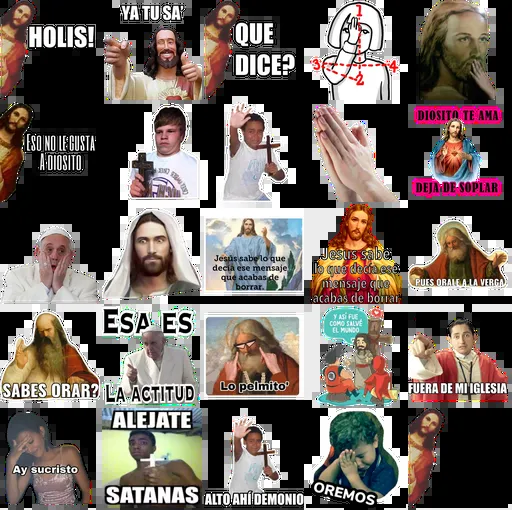 HOLIS!
YA TU SA'
QUE
DICE?
1
3
4
2
ESO NO LE GUSTA
A DIOSITO
DIOSITO TE AMA
DEJA DE SOPLAR
Jesús sabe lo que
decía ese mensaje
que acabas de
borrar.
Jesús sabe
lo que decía ese
mensaje que
acabas de borrar
PUES ORALE A LA VERGA
SABES ORAR?
ESA ES
LA ACTITUD
Lo pelmito'
Y ASÍ FUE
COMO SALVÉ
EL MUNDO
FUERA DE MI IGLESIA
Ay sucristo
ALEJATE
SATANAS
ALTO AHÍ DEMONIO
OREMOS